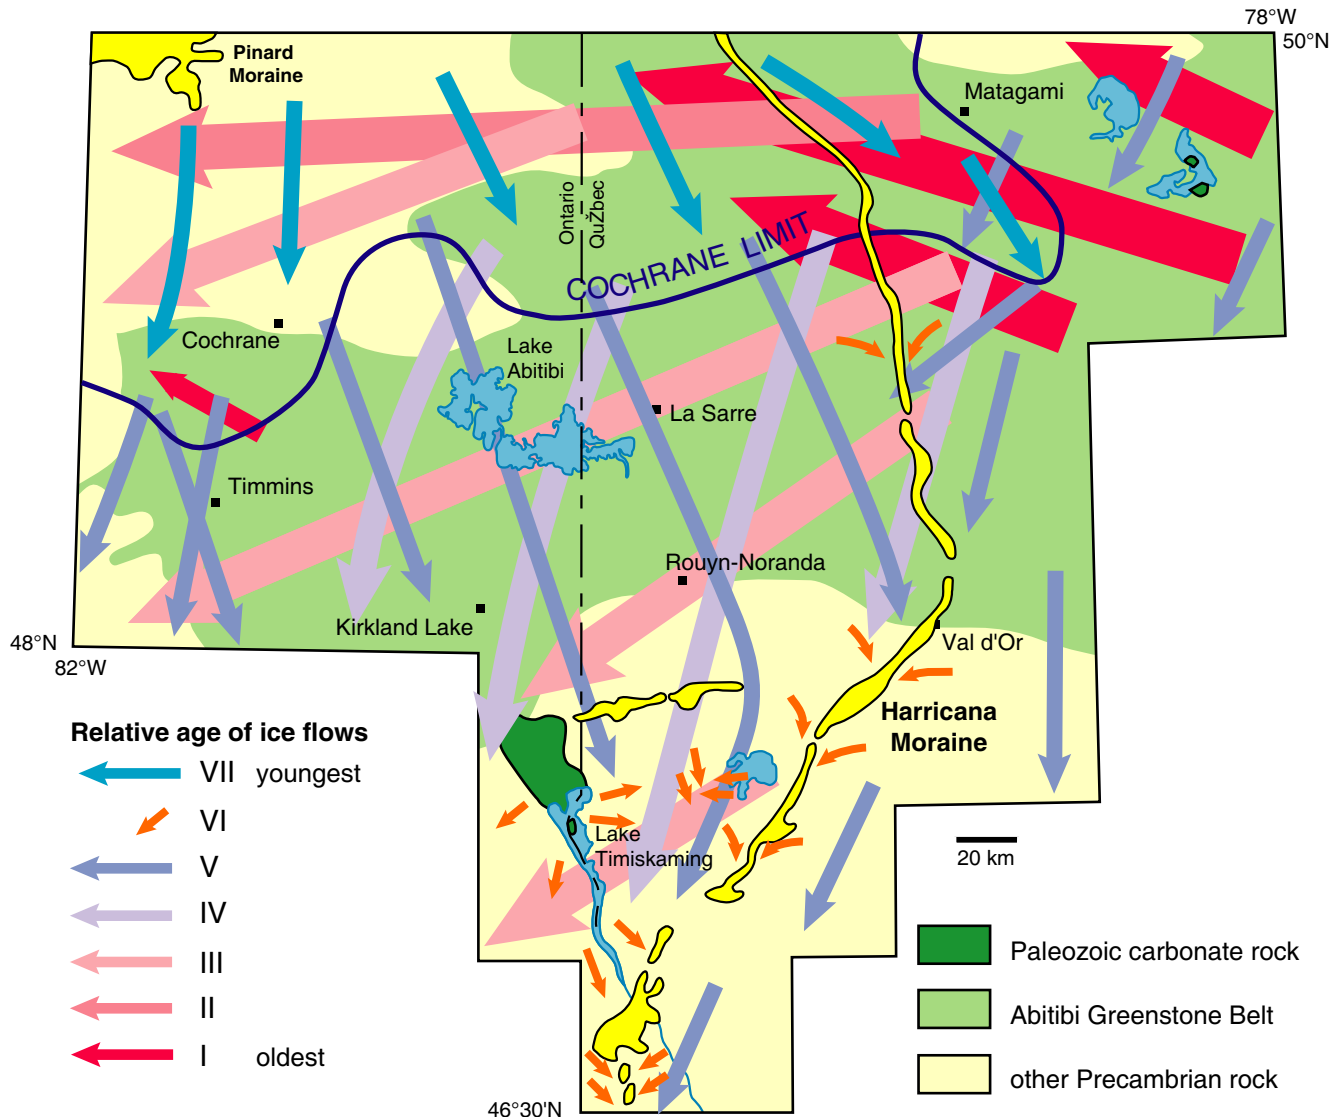 78°W
50°N
Pinard
Moraine
Matagami
Ontario
QuŽbec
COCHRANE LIMIT
Cochrane
Lake
Abitibi
La Sarre
Timmins
Rouyn-Noranda
Kirkland Lake
Val d'Or
48°N
82°W
Harricana
Moraine
Relative age of ice flows
VII youngest
VI
V
IV
III
II
I oldest
Lake
Timiskaming
20 km
Paleozoic carbonate rock
Abitibi Greenstone Belt
other Precambrian rock
46°30'N